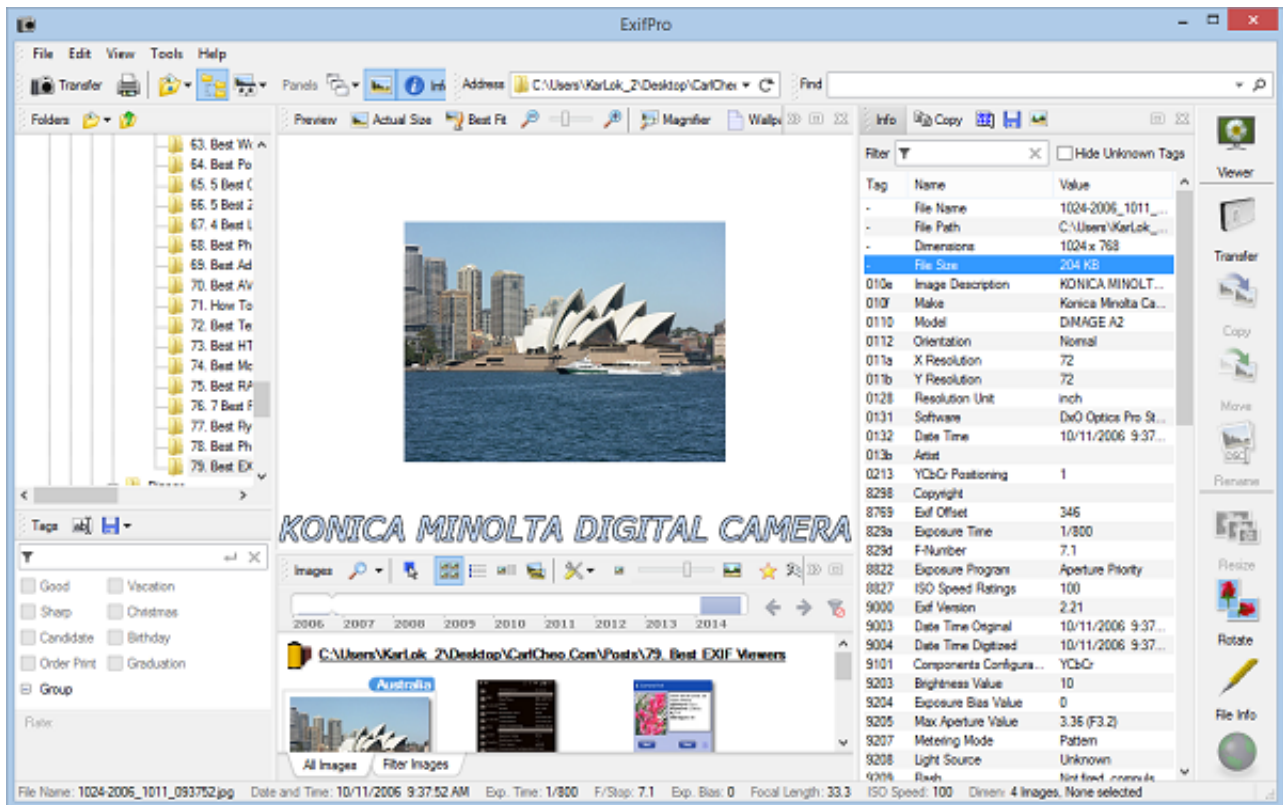 ExifPro
File Edit View Tools Help
Transfer Panels Info Address C:\Users\KarLok_2\Desktop\CarlCheo Find
Folders
63. Best
64. Best Po
65. 5 Best
66. 5 Best 2
67. 4 Best L
68. Best Ph
69. Best Ad
70. Best AV
71. How To
72. Best Te
73. Best HT
74. Best Mc
75. Best RA
76. 7 Best F
77. Best Ry
78. Best Ph
79. Best EX
Tags
Good Vacation
Sharp Christmas
Candidate Birthday
Order Print Graduation
Group
Rate:
Preview Actual Size Best Fit Magnifier Wallp
KONICA MINOLTA DIGITAL CAMERA
Images
2006 2007 2008 2009 2010 2011 2012 2013 2014
C:\Users\KarLok_2\Desktop\CarlCheo.Com\Posts\79. Best EXIF Viewers
Australia
All Images Filter Images
Info Copy
Filter Hide Unknown Tags
Tag Name Value
- File Name 1024-2006_1011_...
- File Path C:\Users\KarLok_...
- Dimensions 1024 x 768
- File Size 204 KB
010e Image Description KONICA MINOLT...
010f Make Konica Minolta Ca...
0110 Model DiMAGE A2
0112 Orientation Normal
011a X Resolution 72
011b Y Resolution 72
0128 Resolution Unit inch
0131 Software DxO Optics Pro St...
0132 Date Time 10/11/2006 9:37...
013b Artist
0213 YCbCr Positioning 1
8298 Copyright
8769 Exif Offset 346
829a Exposure Time 1/800
829d F-Number 7.1
8822 Exposure Program Aperture Priority
8827 ISO Speed Ratings 100
9000 Exif Version 2.21
9003 Date Time Original 10/11/2006 9:37...
9004 Date Time Digitized 10/11/2006 9:37...
9101 Components Configura... YCbCr
9203 Brightness Value 10
9204 Exposure Bias Value 0
9205 Max Aperture Value 3.36 (F3.2)
9207 Metering Mode Pattern
9208 Light Source Unknown
9209 Flash Not fired, compuls
Viewer
Transfer
Copy
Move
Rename
Resize
Rotate
File Info
File Name: 1024-2006_1011_093752.jpg Date and Time: 10/11/2006 9:37:52 AM Exp. Time: 1/800 F/Stop: 7.1 Exp. Bias: 0 Focal Length: 33.3 ISO Speed: 100 Dimen: 4 Images. None selected